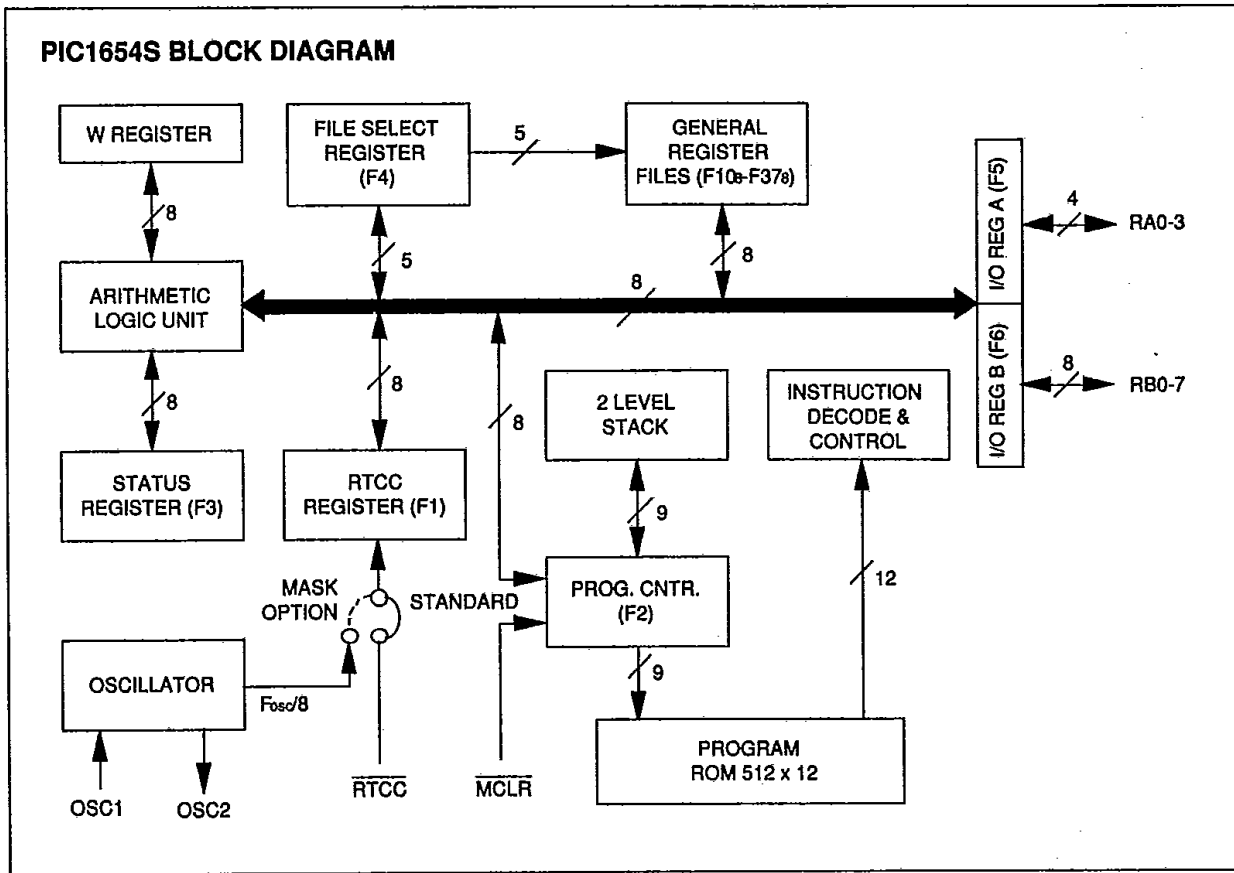 PIC1654S BLOCK DIAGRAM
W REGISTER
FILE SELECT
REGISTER
(F4)
5
GENERAL
REGISTER
FILES (F10₈-F37₈)
I/O REG A (F5)
4
RA0-3
8
5
8
8
ARITHMETIC
LOGIC UNIT
I/O REG B (F6)
8
RB0-7
8
8
8
2 LEVEL
STACK
INSTRUCTION
DECODE &
CONTROL
STATUS
REGISTER (F3)
RTCC
REGISTER (F1)
9
12
MASK
OPTION
STANDARD
PROG. CNTR.
(F2)
9
OSCILLATOR
Fosc/8
PROGRAM
ROM 512 x 12
OSC1
OSC2
R̅T̅C̅C̅
M̅C̅L̅R̅